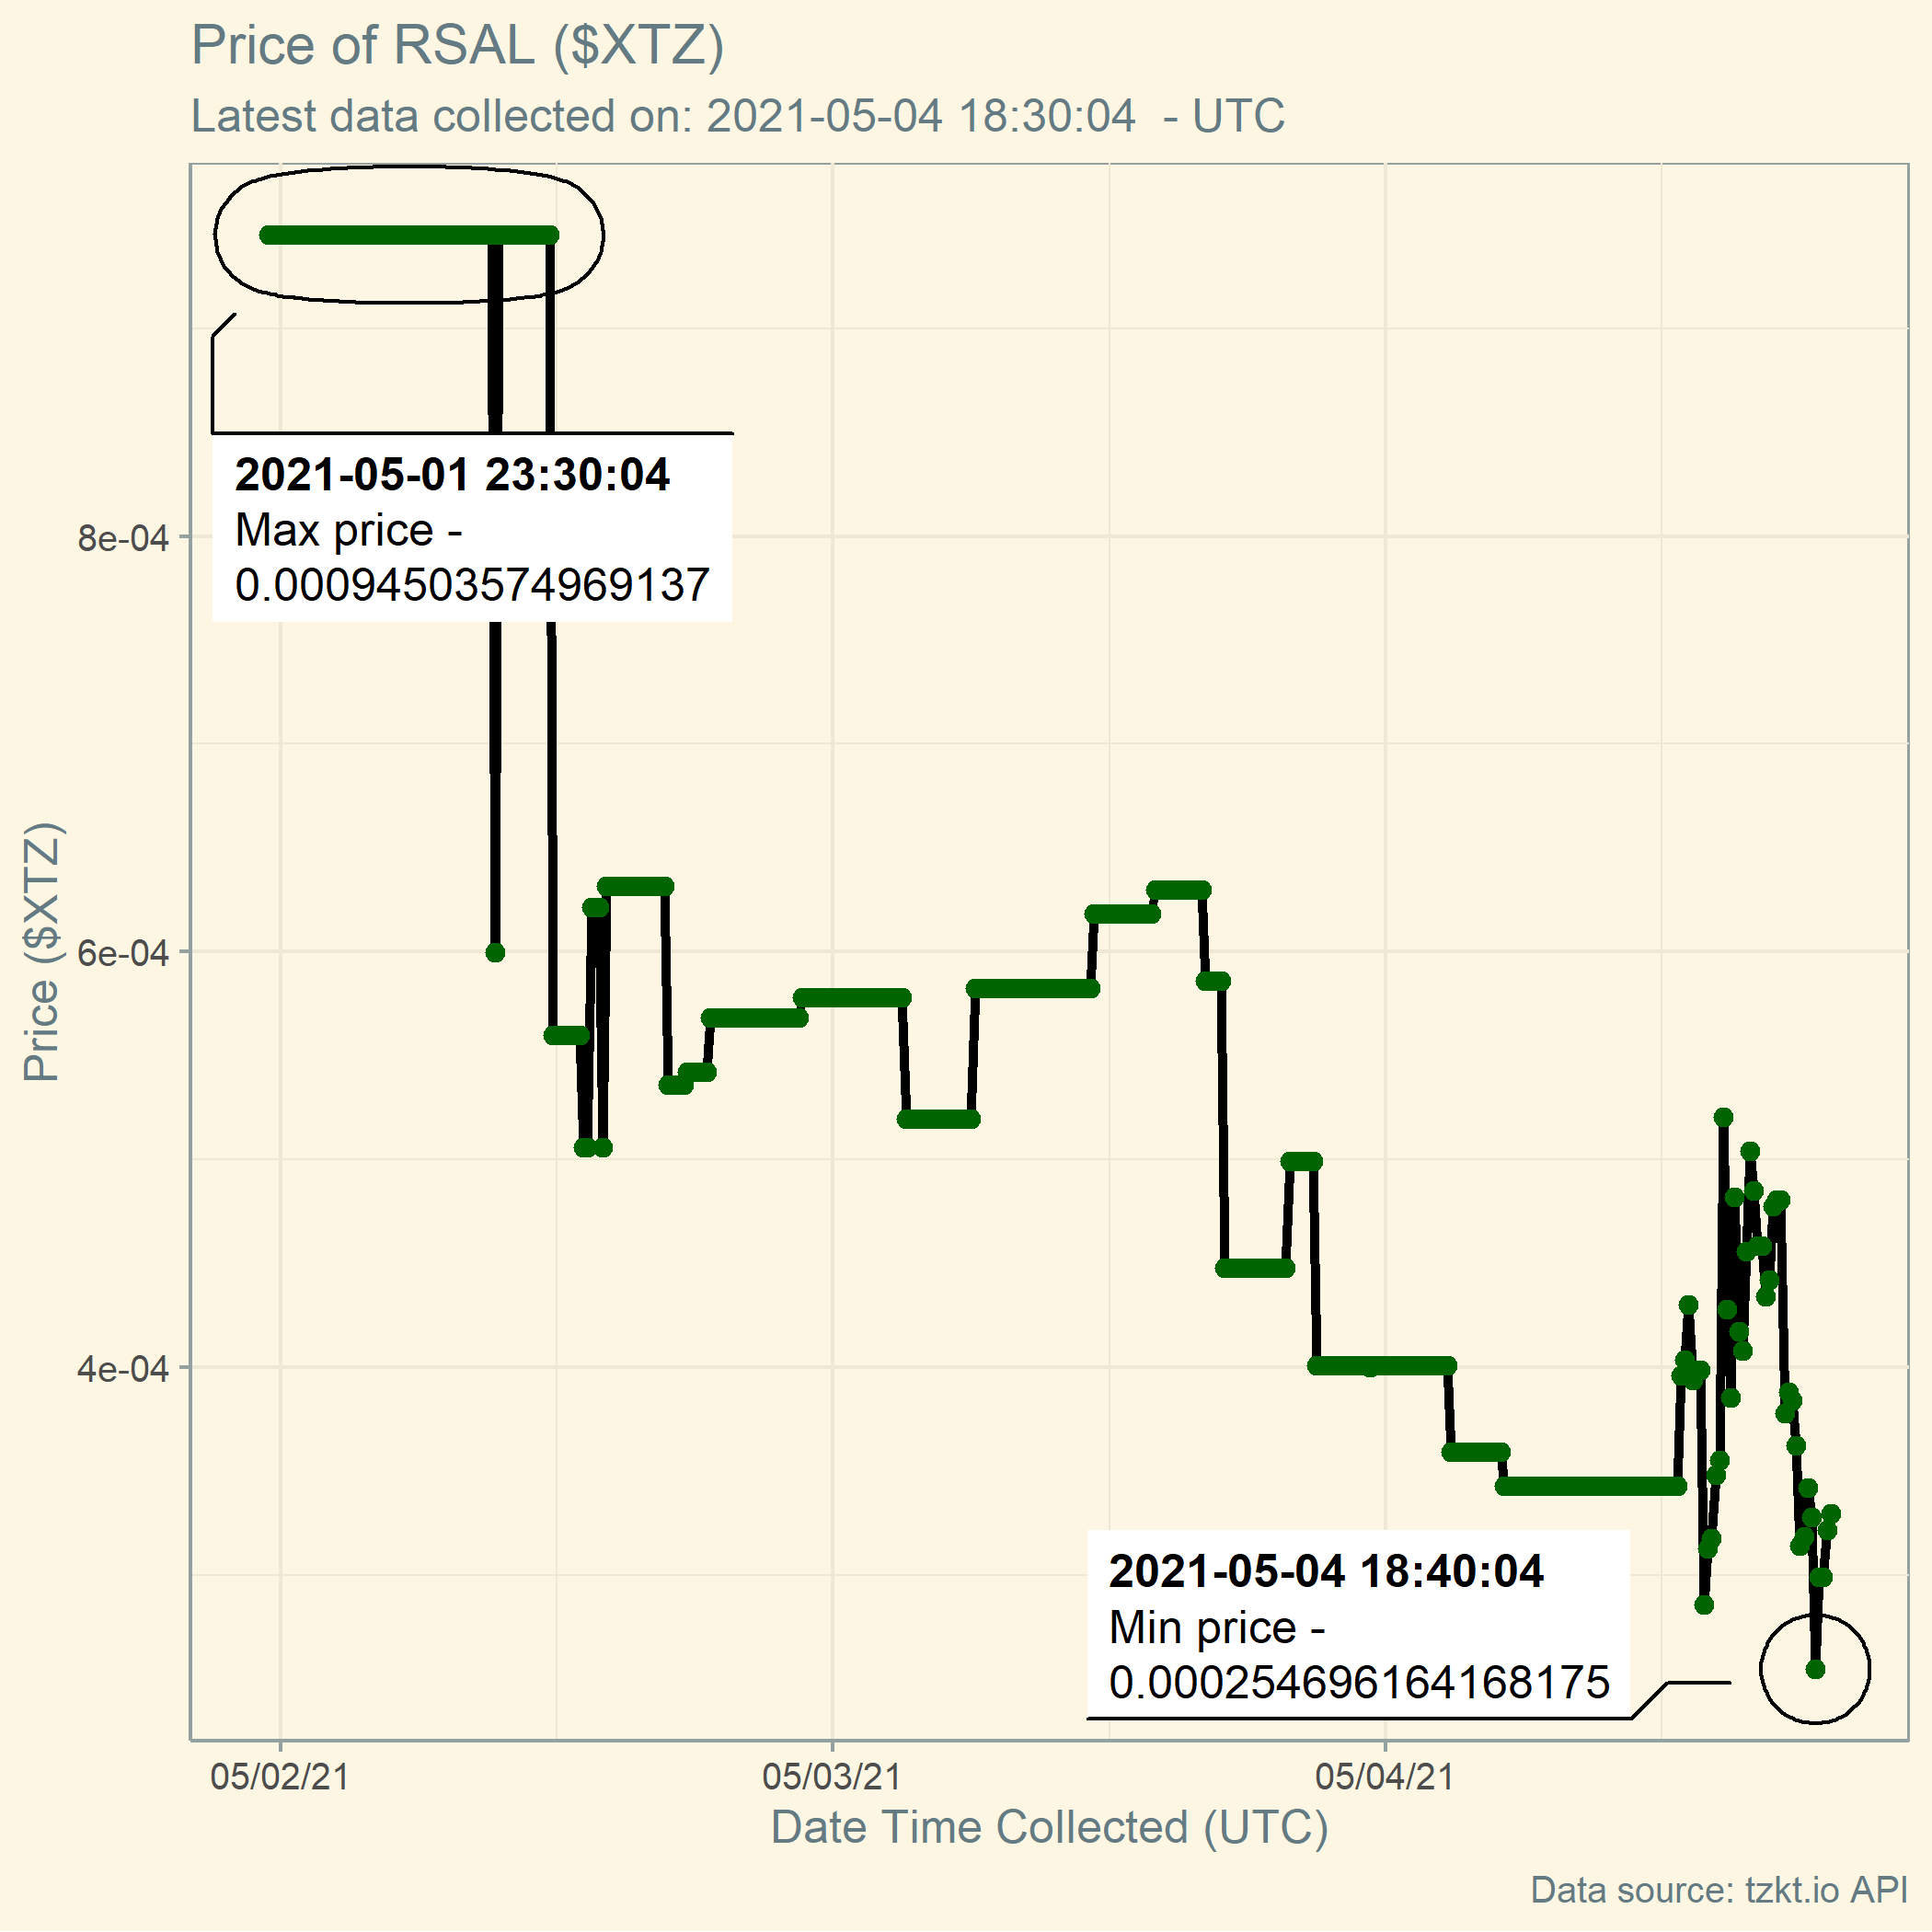 Price of RSAL ($XTZ)
Latest data collected on: 2021-05-04 18:30:04  - UTC
2021-05-01 23:30:04
Max price -
0.00094503574969137
8e-04
6e-04
4e-04
Price ($XTZ)
2021-05-04 18:40:04
Min price -
0.000254696164168175
05/02/21
05/03/21
05/04/21
Date Time Collected (UTC)
Data source: tzkt.io API